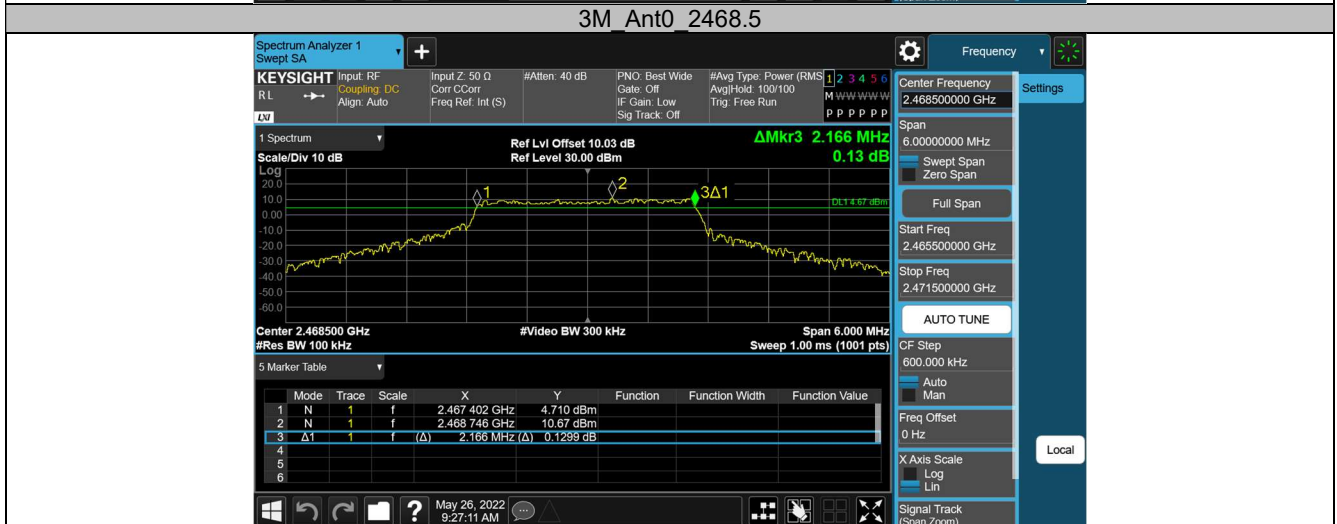 3M_Ant0_2468.5
Spectrum Analyzer 1
Swept SA
+
Frequency
KEYSIGHT
RL
LXI
Input: RF
Coupling: DC
Align: Auto
Input Z: 50 Ω
Corr CCorr
Freq Ref: Int (S)
#Atten: 40 dB
PNO: Best Wide
Gate: Off
IF Gain: Low
Sig Track: Off
#Avg Type: Power (RMS
Avg|Hold: 100/100
Trig: Free Run
1 2 3 4 5 6
M W W W W W
P P P P P P
1 Spectrum
Scale/Div 10 dB
Log
Ref Lvl Offset 10.03 dB
Ref Level 30.00 dBm
ΔMkr3 2.166 MHz
0.13 dB
20.0
10.0
0.00
-10.0
-20.0
-30.0
-40.0
-50.0
-60.0
1
2
3Δ1
DL1 4.67 dBm
Center 2.468500 GHz
#Res BW 100 kHz
#Video BW 300 kHz
Span 6.000 MHz
Sweep 1.00 ms (1001 pts)
5 Marker Table
Mode Trace Scale X Y Function Function Width Function Value
1 N 1 f 2.467 402 GHz 4.710 dBm
2 N 1 f 2.468 746 GHz 10.67 dBm
3 Δ1 1 f (Δ) 2.166 MHz (Δ) 0.1299 dB
4
5
6
May 26, 2022
9:27:11 AM
Center Frequency
2.468500000 GHz
Settings
Span
6.00000000 MHz
Swept Span
Zero Span
Full Span
Start Freq
2.465500000 GHz
Stop Freq
2.471500000 GHz
AUTO TUNE
CF Step
600.000 kHz
Auto
Man
Freq Offset
0 Hz
X Axis Scale
Log
Lin
Local
Signal Track
(Span Zoom)